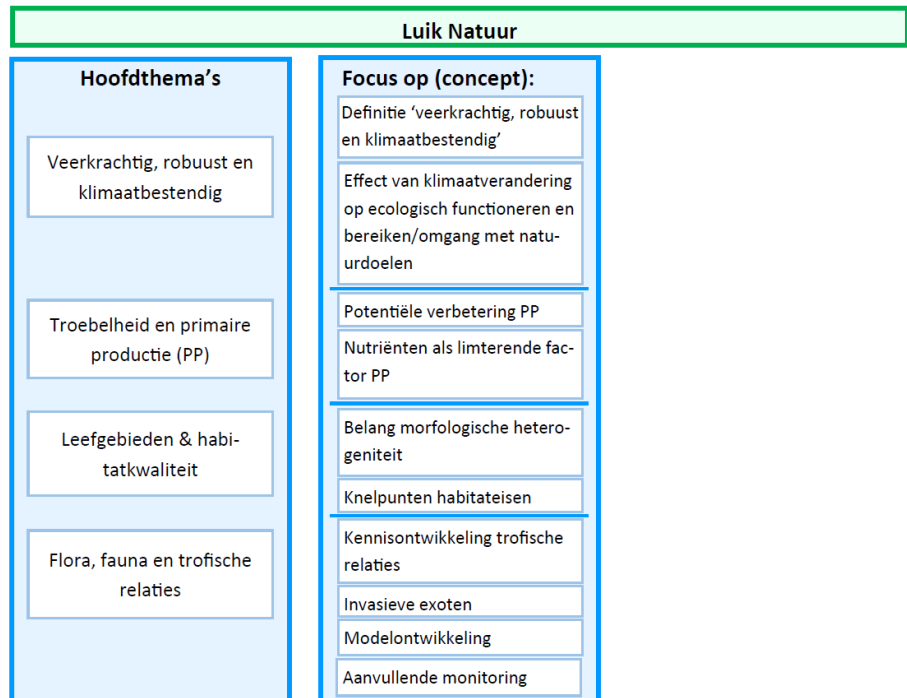 Luik Natuur
Hoofdthema's
Veerkrachtig, robuust en
klimaatbestendig
Troebelheid en primaire
productie (PP)
Leefgebieden & habi-
tatkwaliteit
Flora, fauna en trofische
relaties
Focus op (concept):
Definitie ‘veerkrachtig, robuust
en klimaatbestendig’
Effect van klimaatverandering
op ecologisch functioneren en
bereiken/omgang met natu-
urdoelen
Potentiële verbetering PP
Nutriënten als limterende fac-
tor PP
Belang morfologische hetero-
geniteit
Knelpunten habitateisen
Kennisontwikkeling trofische
relaties
Invasieve exoten
Modelontwikkeling
Aanvullende monitoring